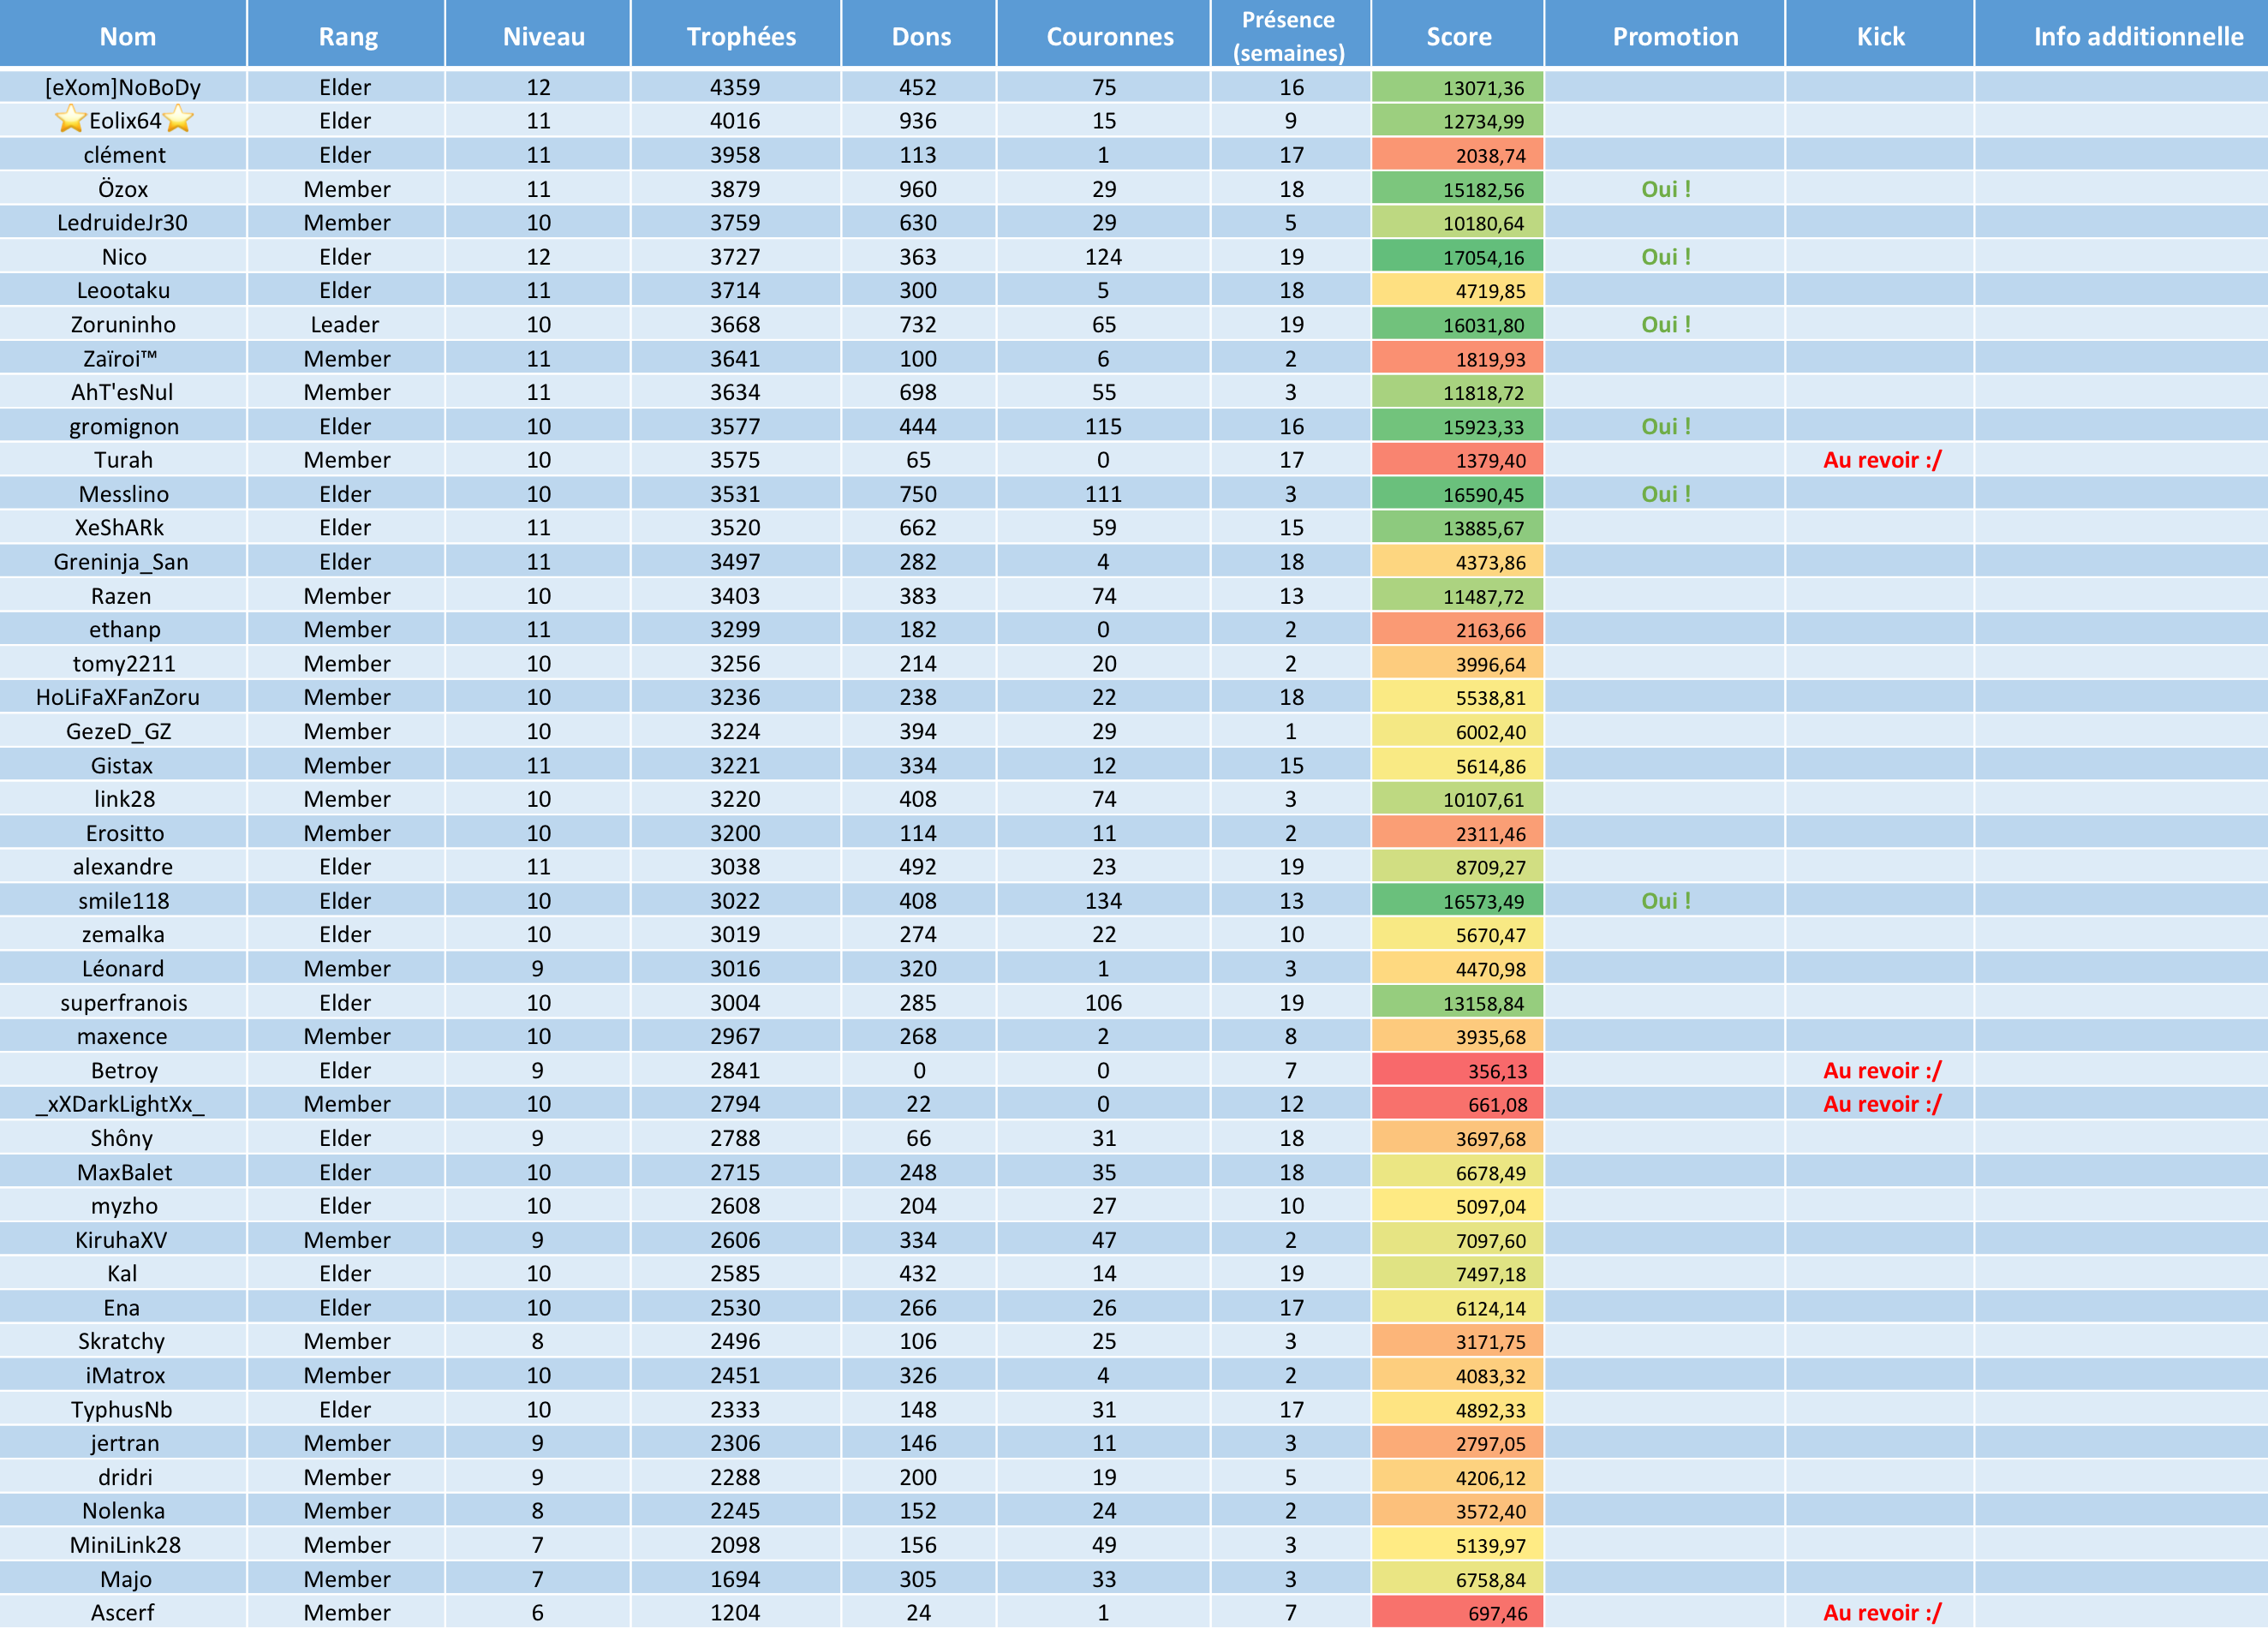 Nom Rang Niveau Trophées Dons Couronnes Présence (semaines) Score Promotion Kick Info additionnelle
[eXom]NoBoDy Elder 12 4359 452 75 16 13071,36
⭐Eolix64⭐ Elder 11 4016 936 15 9 12734,99
clément Elder 11 3958 113 1 17 2038,74
Özox Member 11 3879 960 29 18 15182,56 Oui !
LedruideJr30 Member 10 3759 630 29 5 10180,64
Nico Elder 12 3727 363 124 19 17054,16 Oui !
Leootaku Elder 11 3714 300 5 18 4719,85
Zoruninho Leader 10 3668 732 65 19 16031,80 Oui !
Zaïroi™ Member 11 3641 100 6 2 1819,93
AhT'esNul Member 11 3634 698 55 3 11818,72
gromignon Elder 10 3577 444 115 16 15923,33 Oui !
Turah Member 10 3575 65 0 17 1379,40 Au revoir :/
Messlino Elder 10 3531 750 111 3 16590,45 Oui !
XeShARk Elder 11 3520 662 59 15 13885,67
Greninja_San Elder 11 3497 282 4 18 4373,86
Razen Member 10 3403 383 74 13 11487,72
ethanp Member 11 3299 182 0 2 2163,66
tomy2211 Member 10 3256 214 20 2 3996,64
HoLiFaXFanZoru Member 10 3236 238 22 18 5538,81
GezeD_GZ Member 10 3224 394 29 1 6002,40
Gistax Member 11 3221 334 12 15 5614,86
link28 Member 10 3220 408 74 3 10107,61
Erositto Member 10 3200 114 11 2 2311,46
alexandre Elder 11 3038 492 23 19 8709,27
smile118 Elder 10 3022 408 134 13 16573,49 Oui !
zemalka Elder 10 3019 274 22 10 5670,47
Léonard Member 9 3016 320 1 3 4470,98
superfranois Elder 10 3004 285 106 19 13158,84
maxence Member 10 2967 268 2 8 3935,68
Betroy Elder 9 2841 0 0 7 356,13 Au revoir :/
_xXDarkLightXx_ Member 10 2794 22 0 12 661,08 Au revoir :/
Shôny Elder 9 2788 66 31 18 3697,68
MaxBalet Elder 10 2715 248 35 18 6678,49
myzho Elder 10 2608 204 27 10 5097,04
KiruhaXV Member 9 2606 334 47 2 7097,60
Kal Elder 10 2585 432 14 19 7497,18
Ena Elder 10 2530 266 26 17 6124,14
Skratchy Member 8 2496 106 25 3 3171,75
iMatrox Member 10 2451 326 4 2 4083,32
TyphusNb Elder 10 2333 148 31 17 4892,33
jertran Member 9 2306 146 11 3 2797,05
dridri Member 9 2288 200 19 5 4206,12
Nolenka Member 8 2245 152 24 2 3572,40
MiniLink28 Member 7 2098 156 49 3 5139,97
Majo Member 7 1694 305 33 3 6758,84
Ascerf Member 6 1204 24 1 7 697,46 Au revoir :/